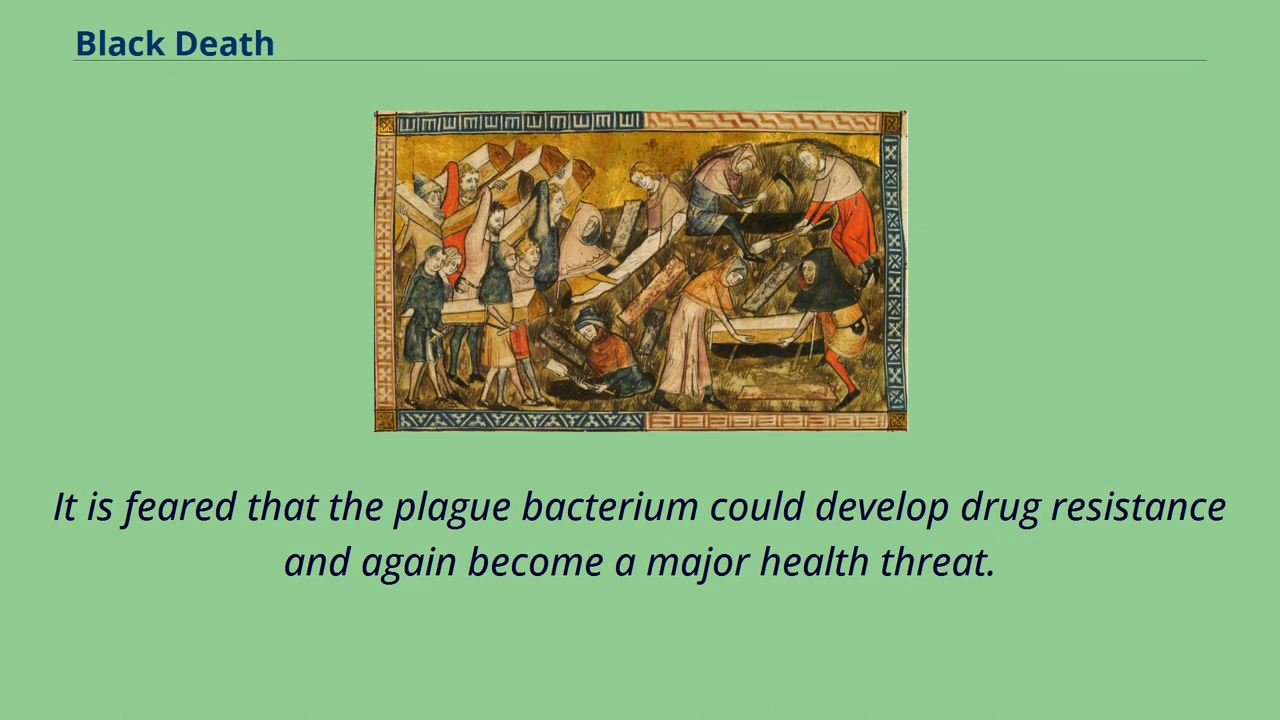 Black Death
It is feared that the plague bacterium could develop drug resistance
and again become a major health threat.